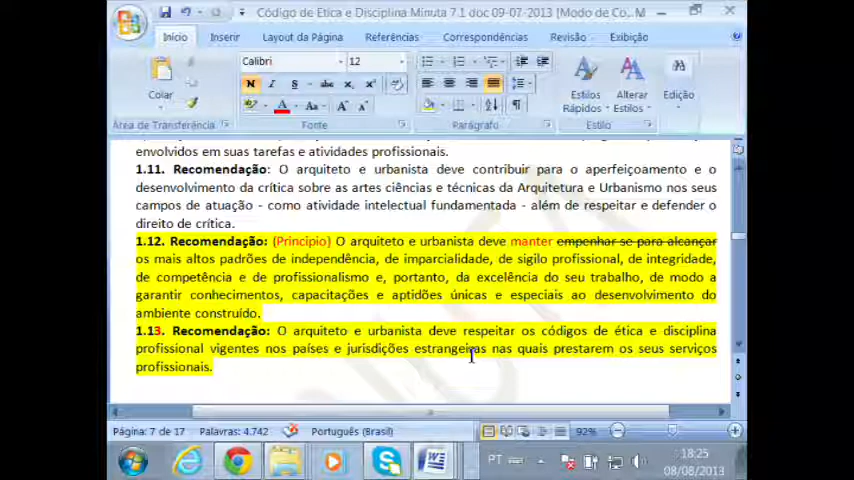 Código de Ética e Disciplina Minuta 7.1 doc 09-07-2013 [Modo de Co... M...
Início Inserir Layout da Página Referências Correspondências Revisão Exibição
Calibri 12
N I S abe x₂ x²
Colar
Estilos Rápidos
Alterar Estilos
Edição
Área de Transferência Fonte Parágrafo Estilo
envolvidos em suas tarefas e atividades profissionais.
1.11. Recomendação: O arquiteto e urbanista deve contribuir para o aperfeiçoamento e o
desenvolvimento da crítica sobre as artes ciências e técnicas da Arquitetura e Urbanismo nos seus
campos de atuação - como atividade intelectual fundamentada - além de respeitar e defender o
direito de crítica.
1.12. Recomendação: (Princípio) O arquiteto e urbanista deve manter empenhar-se para alcançar
os mais altos padrões de independência, de imparcialidade, de sigilo profissional, de integridade,
de competência e de profissionalismo e, portanto, da excelência do seu trabalho, de modo a
garantir conhecimentos, capacitações e aptidões únicas e especiais ao desenvolvimento do
ambiente construído.
1.13. Recomendação: O arquiteto e urbanista deve respeitar os códigos de ética e disciplina
profissional vigentes nos países e jurisdições estrangeiras nas quais prestarem os seus serviços
profissionais.
Página: 7 de 17 Palavras: 4.742 Português (Brasil) 92%
PT 18:25
08/08/2013